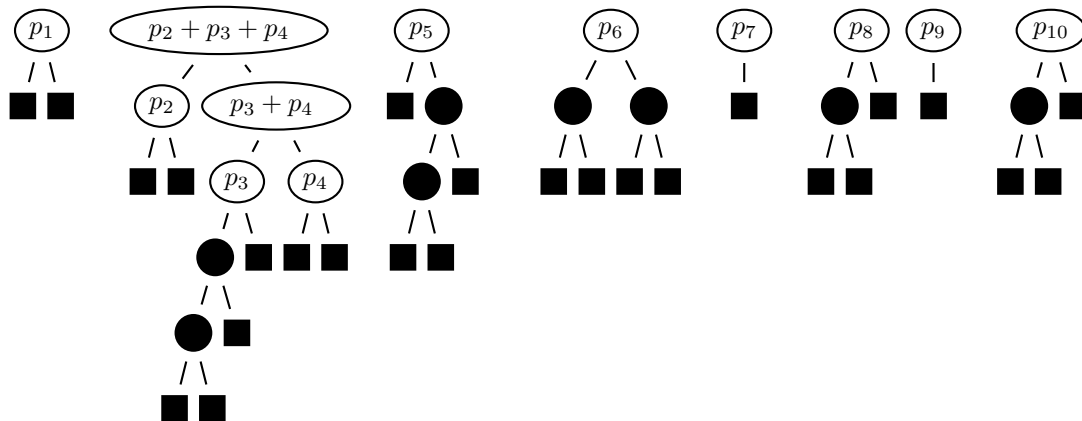 p₁ p₂ + p₃ + p₄ p₅ p₆ p₇ p₈ p₉ p₁₀
p₂ p₃ + p₄
p₃ p₄